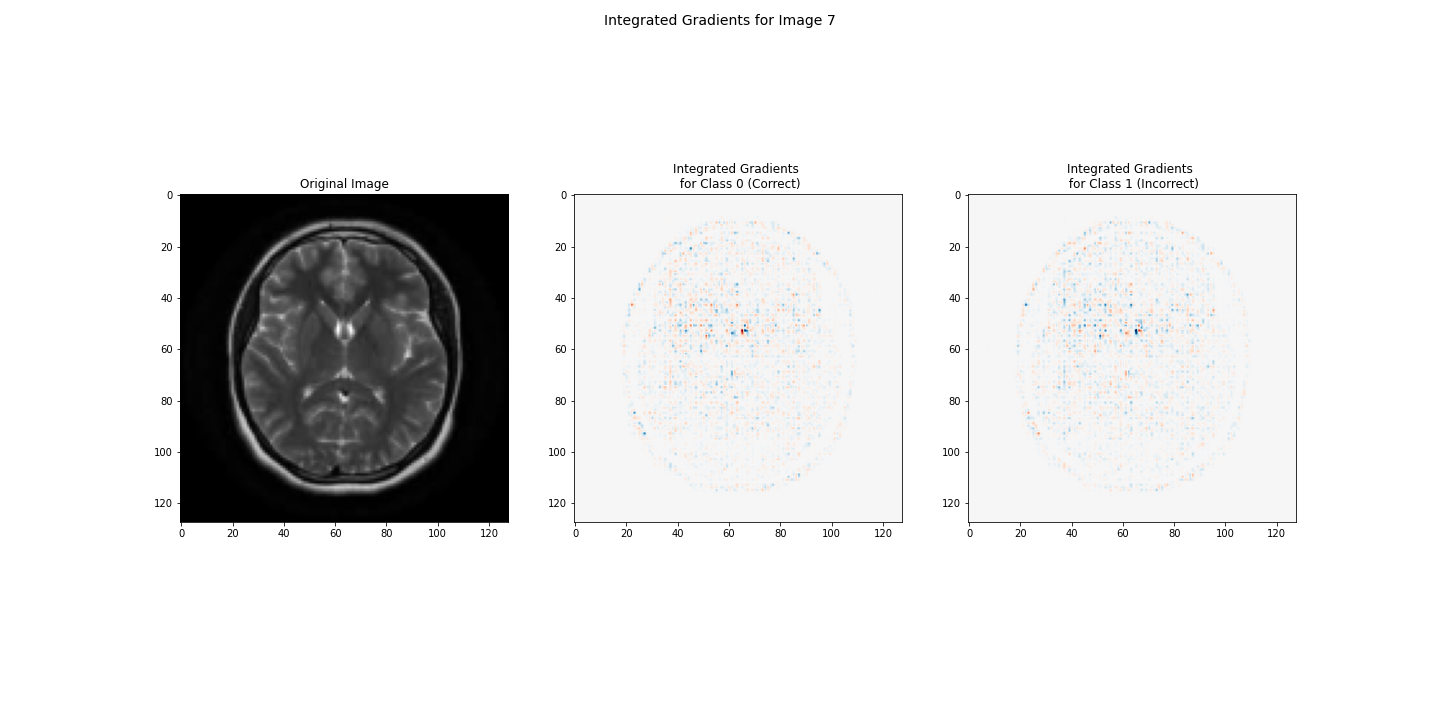 Integrated Gradients for Image 7
Original Image
0
20
40
60
80
100
120
0 20 40 60 80 100 120
Integrated Gradients
for Class 0 (Correct)
0
20
40
60
80
100
120
0 20 40 60 80 100 120
Integrated Gradients
for Class 1 (Incorrect)
0
20
40
60
80
100
120
0 20 40 60 80 100 120